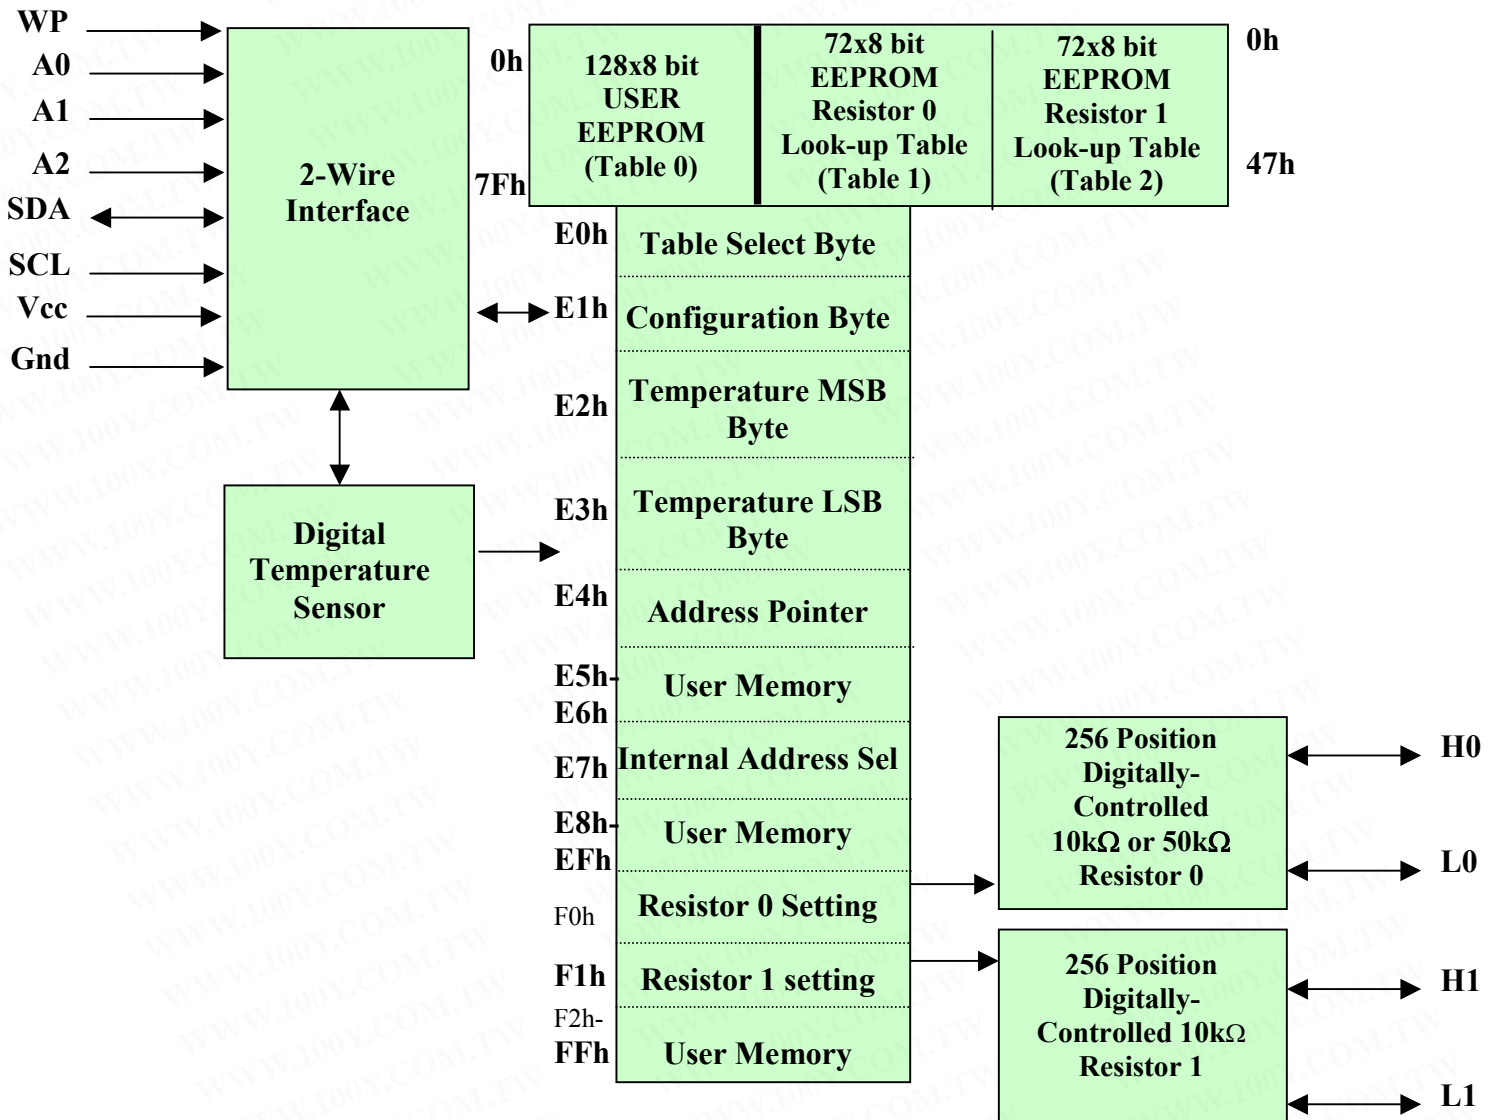 WP
A0
A1
A2
SDA
SCL
Vcc
Gnd
2-Wire
Interface
Digital
Temperature
Sensor
0h
7Fh
128x8 bit
USER
EEPROM
(Table 0)
72x8 bit
EEPROM
Resistor 0
Look-up Table
(Table 1)
72x8 bit
EEPROM
Resistor 1
Look-up Table
(Table 2)
0h
47h
E0h
Table Select Byte
E1h
Configuration Byte
E2h
Temperature MSB
Byte
E3h
Temperature LSB
Byte
E4h
Address Pointer
E5h-
E6h
User Memory
E7h
Internal Address Sel
E8h-
EFh
User Memory
F0h
Resistor 0 Setting
F1h
Resistor 1 setting
F2h-
FFh
User Memory
256 Position
Digitally-
Controlled
10kΩ or 50kΩ
Resistor 0
H0
L0
256 Position
Digitally-
Controlled 10kΩ
Resistor 1
H1
L1
WWW.100Y.COM.TW